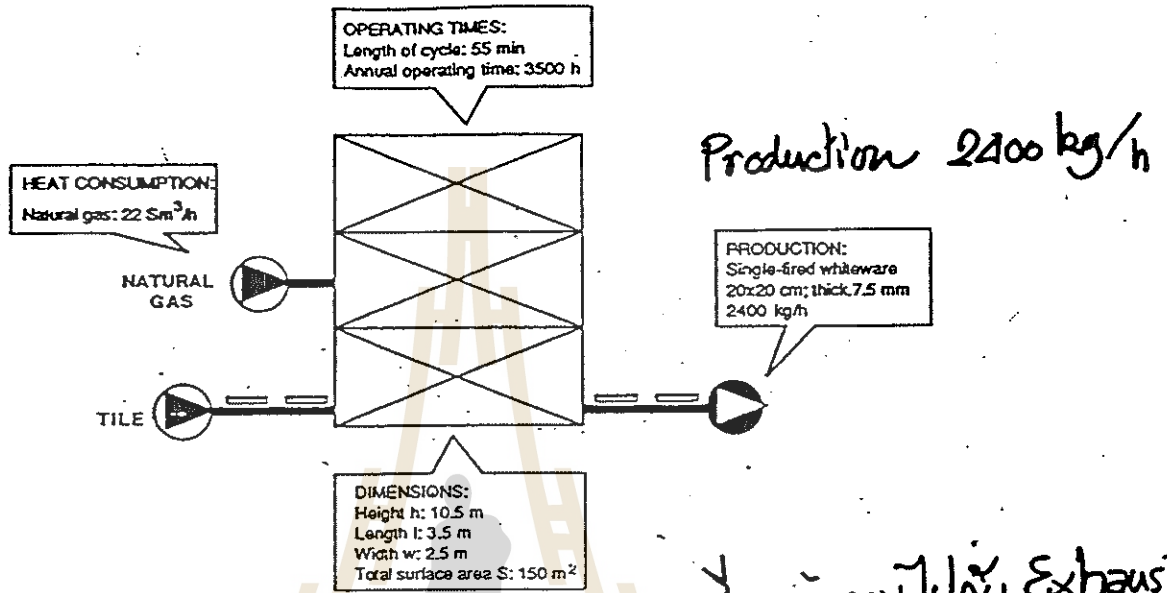 OPERATING TIMES:
Length of cycle: 55 min
Annual operating time: 3500 h
Production 2400 kg/h
HEAT CONSUMPTION:
Natural gas: 22 Sm³/h
PRODUCTION:
Single-fired whiteware
20x20 cm; thick.7.5 mm
2400 kg/h
NATURAL
GAS
TILE
DIMENSIONS:
Height h: 10.5 m
Length l: 3.5 m
Width w: 2.5 m
Total surface area S: 150 m²
Exhaus